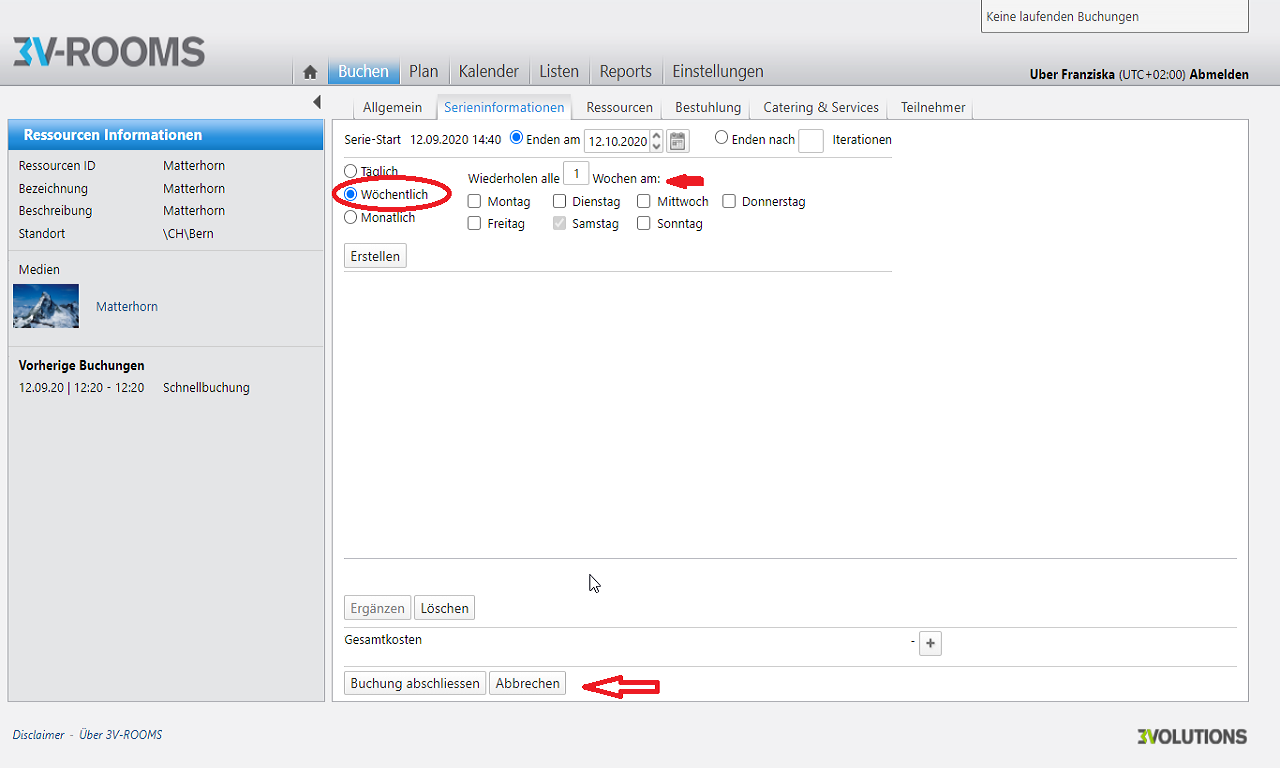 Keine laufenden Buchungen
3V-ROOMS
Buchen Plan Kalender Listen Reports Einstellungen
Uber Franziska (UTC+02:00) Abmelden
Allgemein Serieninformationen Ressourcen Bestuhlung Catering & Services Teilnehmer
Ressourcen Informationen
Ressourcen ID Matterhorn
Bezeichnung Matterhorn
Beschreibung Matterhorn
Standort \CH\Bern
Medien
Matterhorn
Vorherige Buchungen
12.09.20 | 12:20 - 12:20 Schnellbuchung
Serie-Start 12.09.2020 14:40 Enden am 12.10.2020 Enden nach Iterationen
Täglich
Wöchentlich
Monatlich
Wiederholen alle 1 Wochen am:
Montag Dienstag Mittwoch Donnerstag
Freitag Samstag Sonntag
Erstellen
Ergänzen Löschen
Gesamtkosten - +
Buchung abschliessen Abbrechen
Disclaimer - Über 3V-ROOMS
3VOLUTIONS